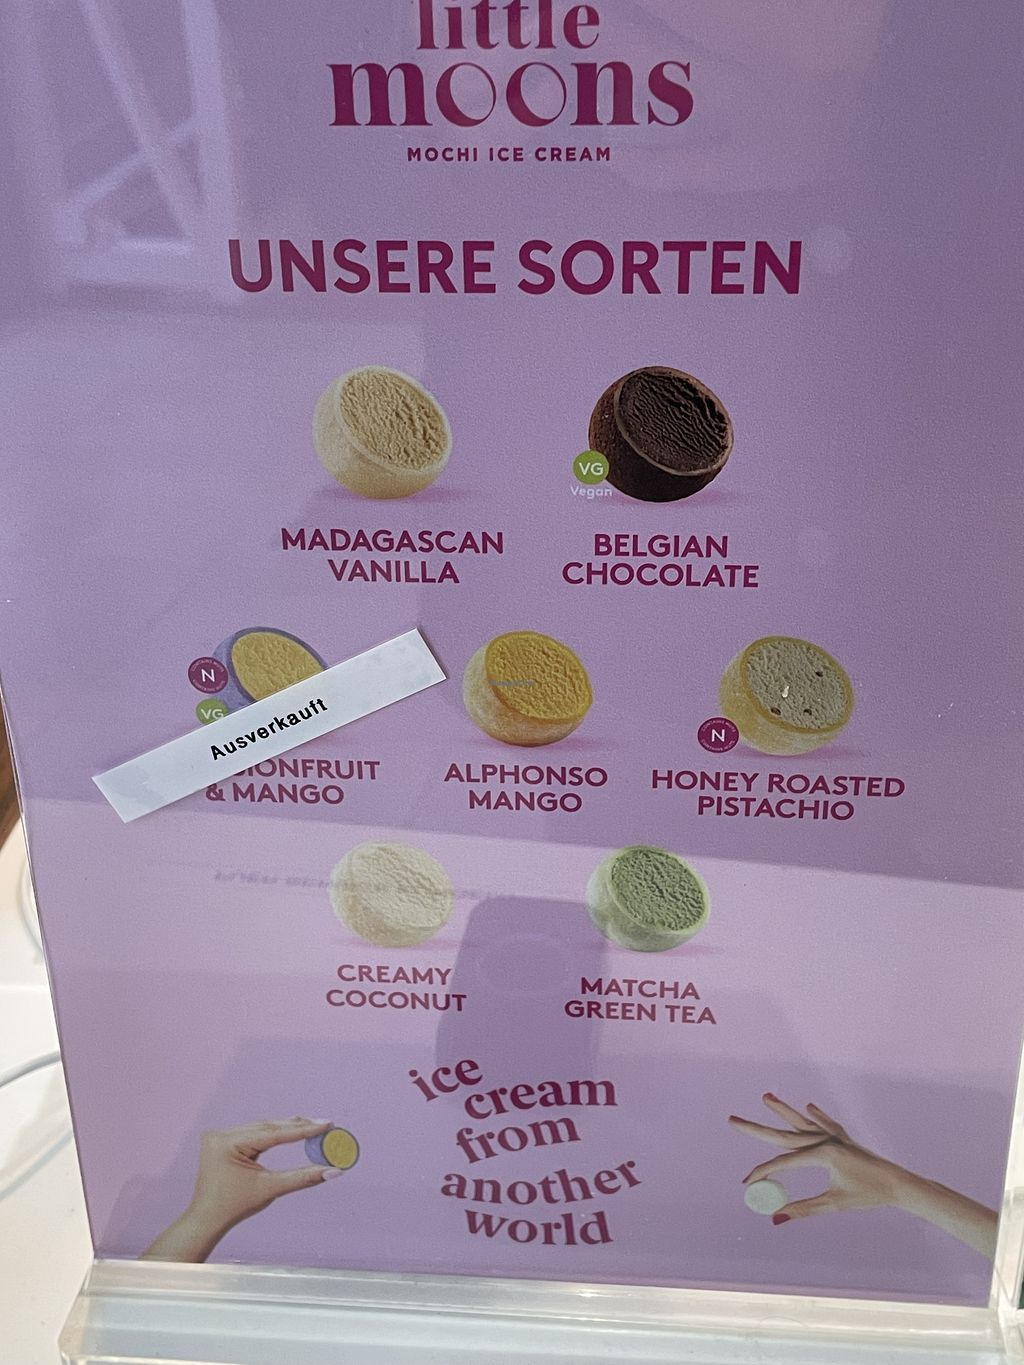 little
moons
MOCHI ICE CREAM
UNSERE SORTEN
VG
Vegan
MADAGASCAN
VANILLA
BELGIAN
CHOCOLATE
N
VG
Ausverkauft
& MANGO
ALPHONSO
MANGO
N
HONEY ROASTED
PISTACHIO
CREAMY
COCONUT
MATCHA
GREEN TEA
ice
cream
from
another
world